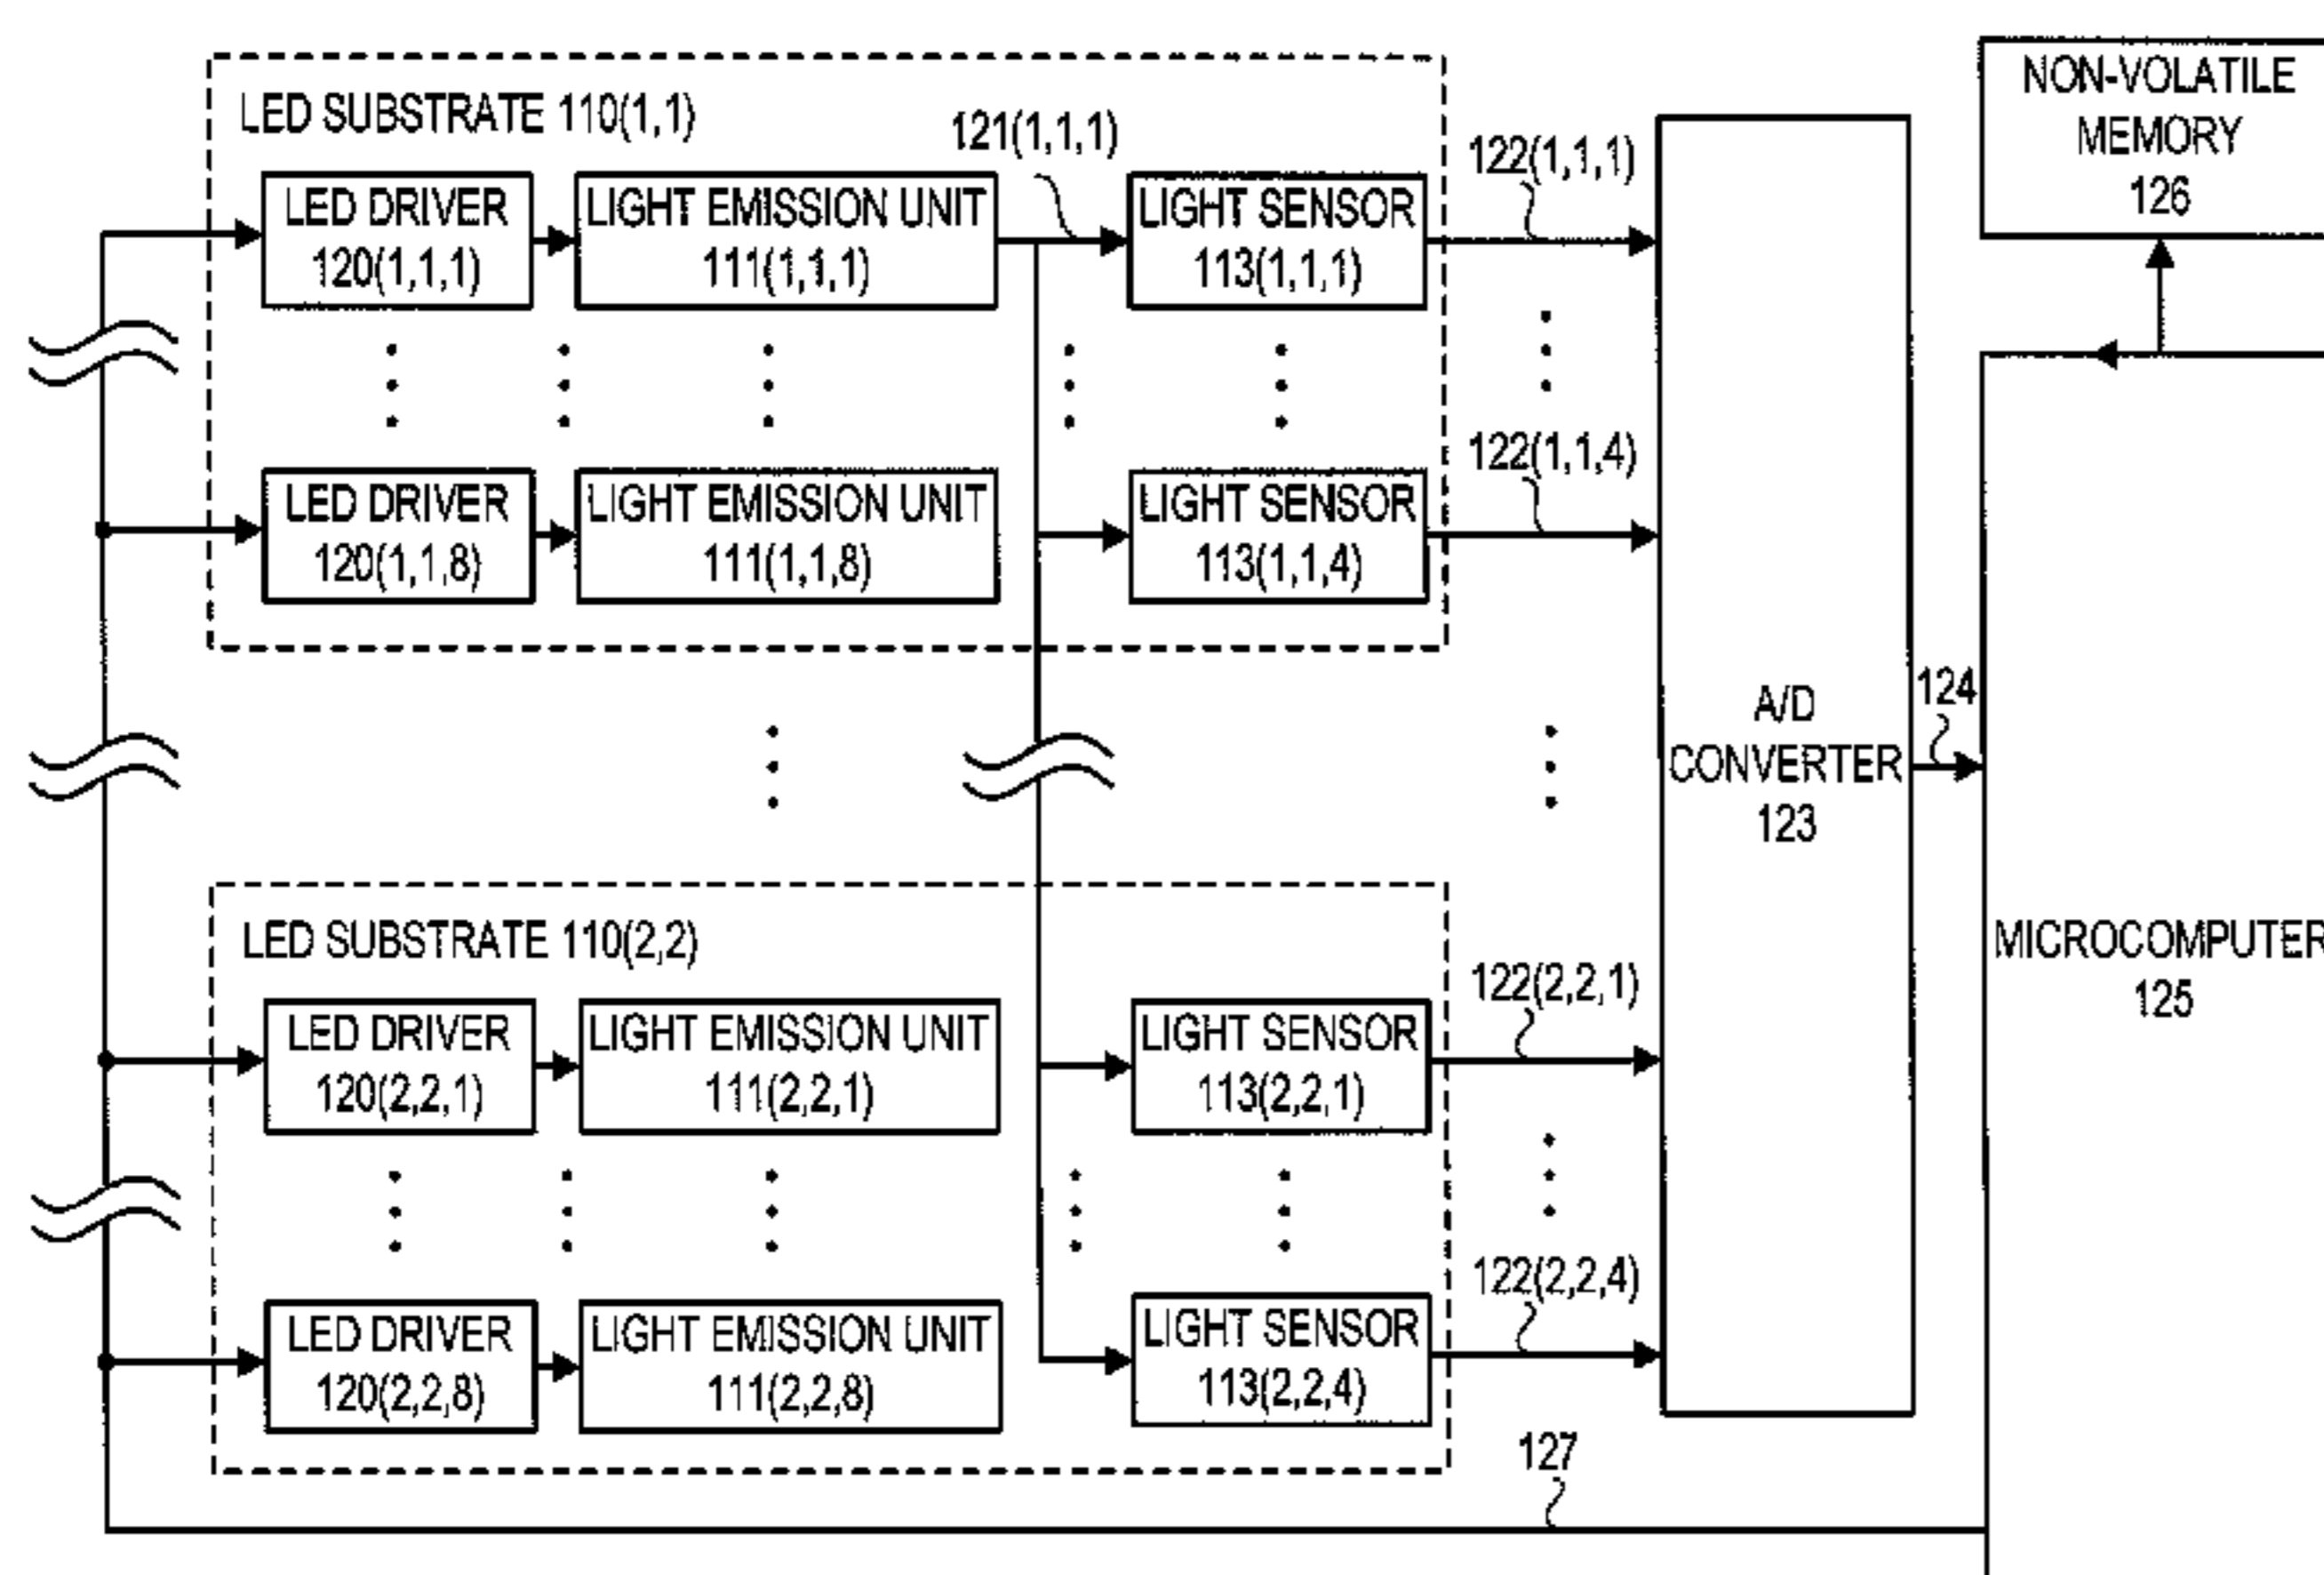 LED SUBSTRATE 110(1,1)
121(1,1,1)
122(1,1,1)
NON-VOLATILE
MEMORY
126
LED DRIVER
120(1,1,1)
LIGHT EMISSION UNIT
111(1,1,1)
LIGHT SENSOR
113(1,1,1)
122(1,1,4)
LED DRIVER
120(1,1,8)
LIGHT EMISSION UNIT
111(1,1,8)
LIGHT SENSOR
113(1,1,4)
A/D
CONVERTER
123
124
LED SUBSTRATE 110(2,2)
MICROCOMPUTER
125
122(2,2,1)
LED DRIVER
120(2,2,1)
LIGHT EMISSION UNIT
111(2,2,1)
LIGHT SENSOR
113(2,2,1)
122(2,2,4)
LED DRIVER
120(2,2,8)
LIGHT EMISSION UNIT
111(2,2,8)
LIGHT SENSOR
113(2,2,4)
127